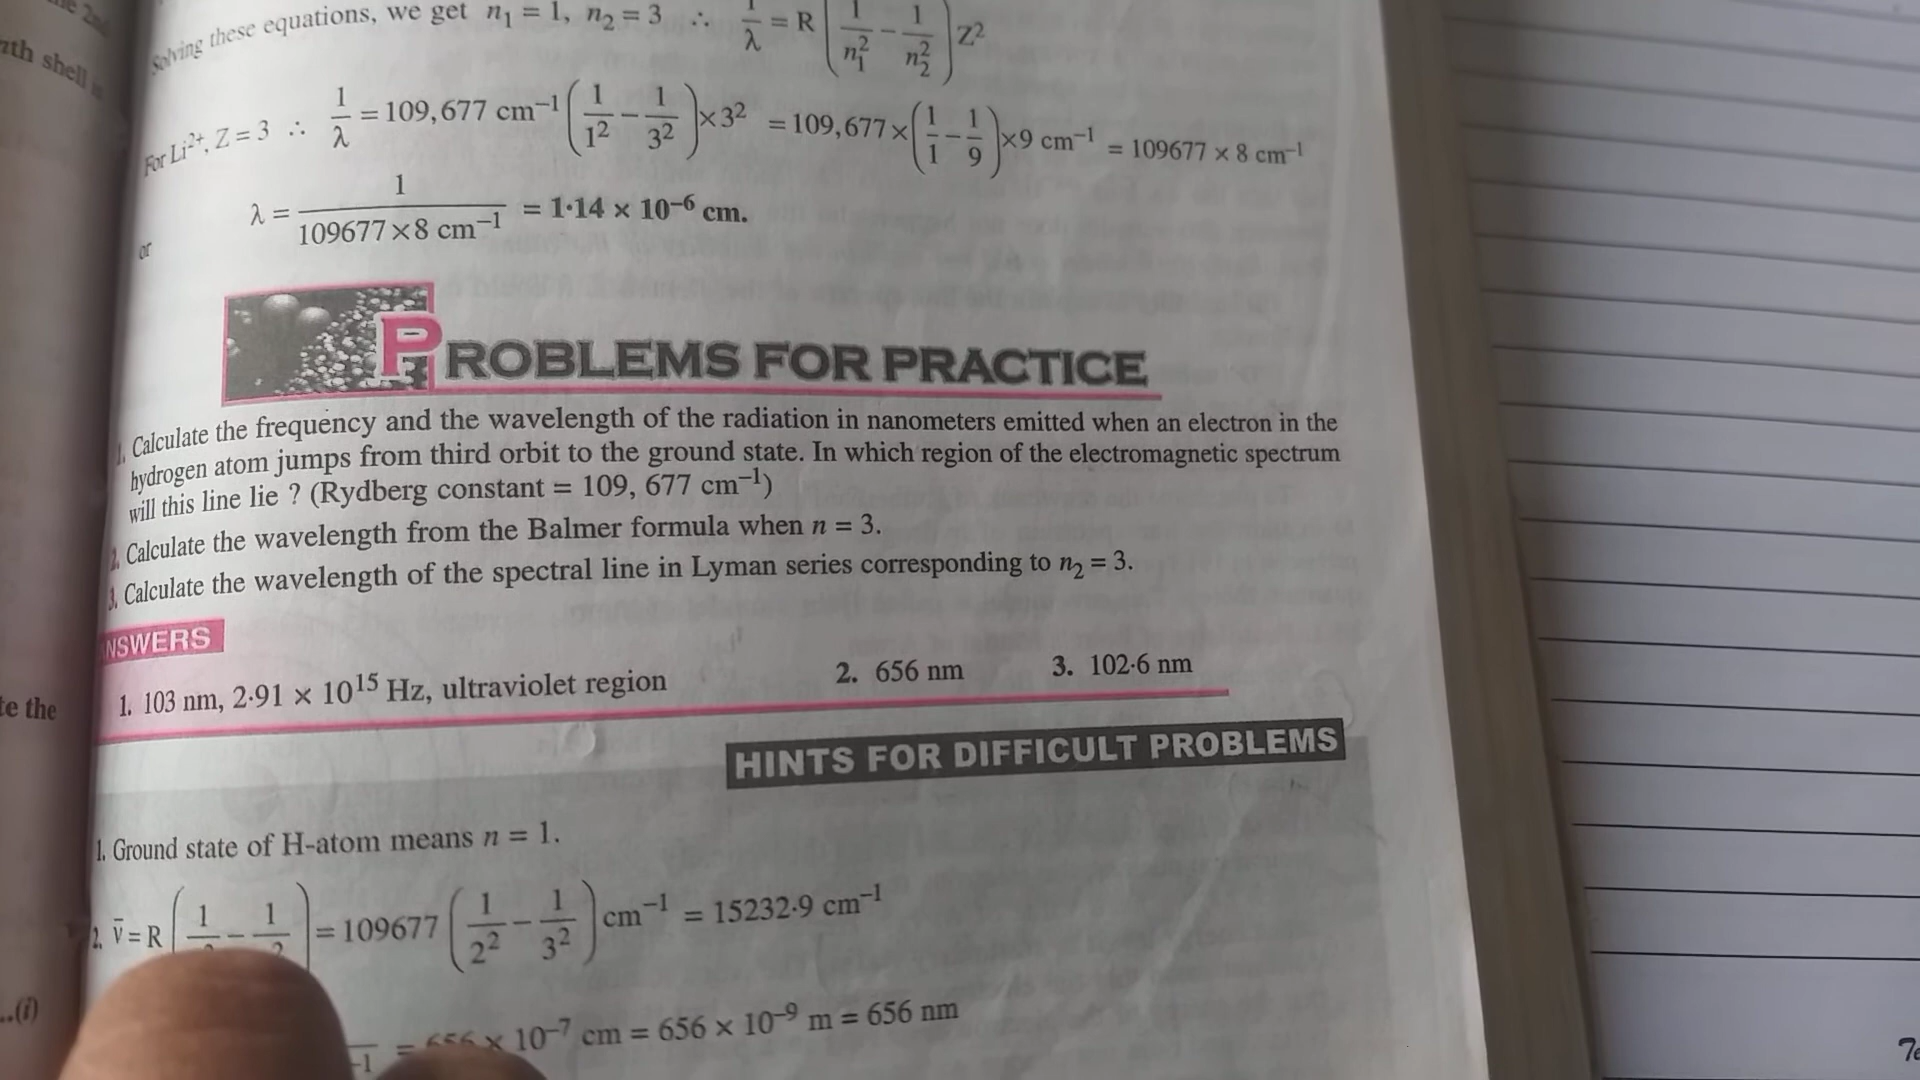 Solving these equations, we get n₁ = 1, n₂ = 3 ∴ 1/λ = R (1/n₁² − 1/n₂²) Z²
nth shell
For Li²⁺, Z = 3 ∴ 1/λ = 109,677 cm⁻¹ (1/1² − 1/3²) × 3² = 109,677 × (1/1 − 1/9) × 9 cm⁻¹ = 109677 × 8 cm⁻¹
or λ = 1/(109677 × 8 cm⁻¹) = 1·14 × 10⁻⁶ cm.
PROBLEMS FOR PRACTICE
1. Calculate the frequency and the wavelength of the radiation in nanometers emitted when an electron in the
hydrogen atom jumps from third orbit to the ground state. In which region of the electromagnetic spectrum
will this line lie ? (Rydberg constant = 109, 677 cm⁻¹)
2. Calculate the wavelength from the Balmer formula when n = 3.
3. Calculate the wavelength of the spectral line in Lyman series corresponding to n₂ = 3.
NSWERS
1. 103 nm, 2·91 × 10¹⁵ Hz, ultraviolet region 2. 656 nm 3. 102·6 nm
te the
HINTS FOR DIFFICULT PROBLEMS
1. Ground state of H-atom means n = 1.
2. ν̄ = R (1/ − 1/ ) = 109677 (1/2² − 1/3²) cm⁻¹ = 15232·9 cm⁻¹
..(i)
−1 = 656 × 10⁻⁷ cm = 656 × 10⁻⁹ m = 656 nm